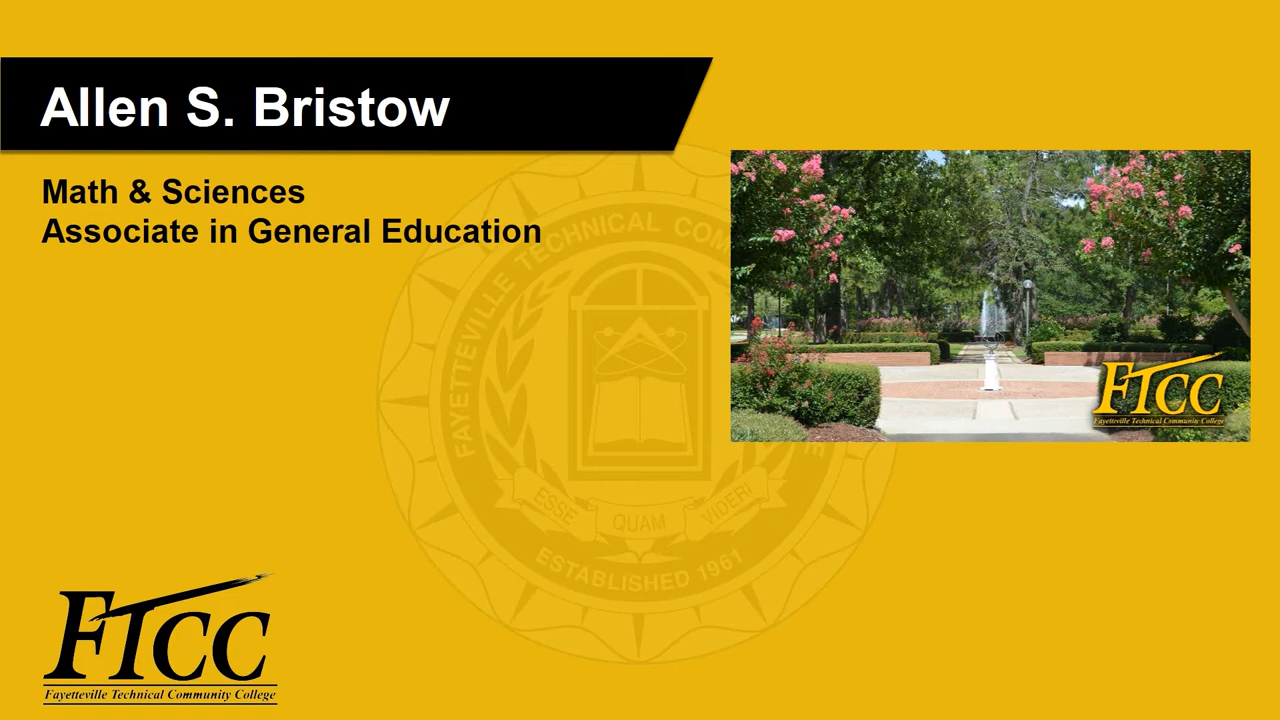 Allen S. Bristow
Math & Sciences
Associate in General Education
FAYETTEVILLE TECHNICAL COM
E
ESSE QUAM VIDERI
ESTABLISHED 1961
FTCC
Fayetteville Technical Community College
FTCC
Fayetteville Technical Community College